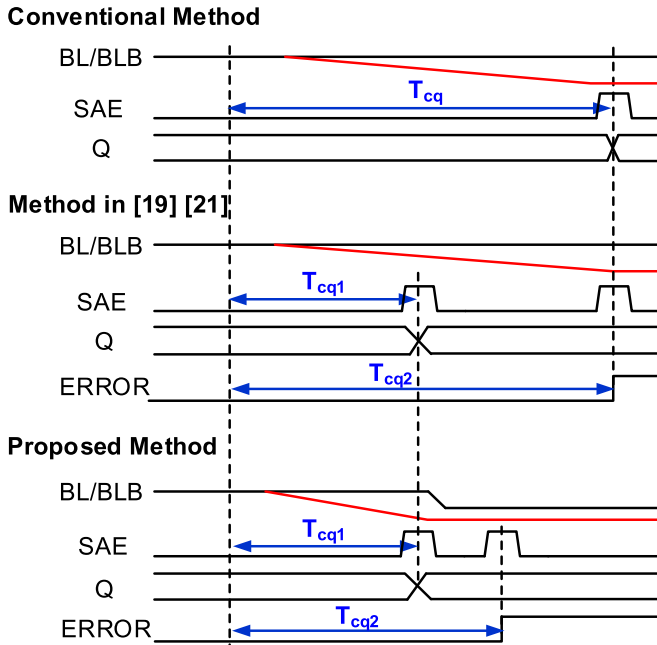 Conventional Method
BL/BLB
Tcq
SAE
Q
Method in [19] [21]
BL/BLB
Tcq1
SAE
Q
Tcq2
ERROR
Proposed Method
BL/BLB
Tcq1
SAE
Q
Tcq2
ERROR